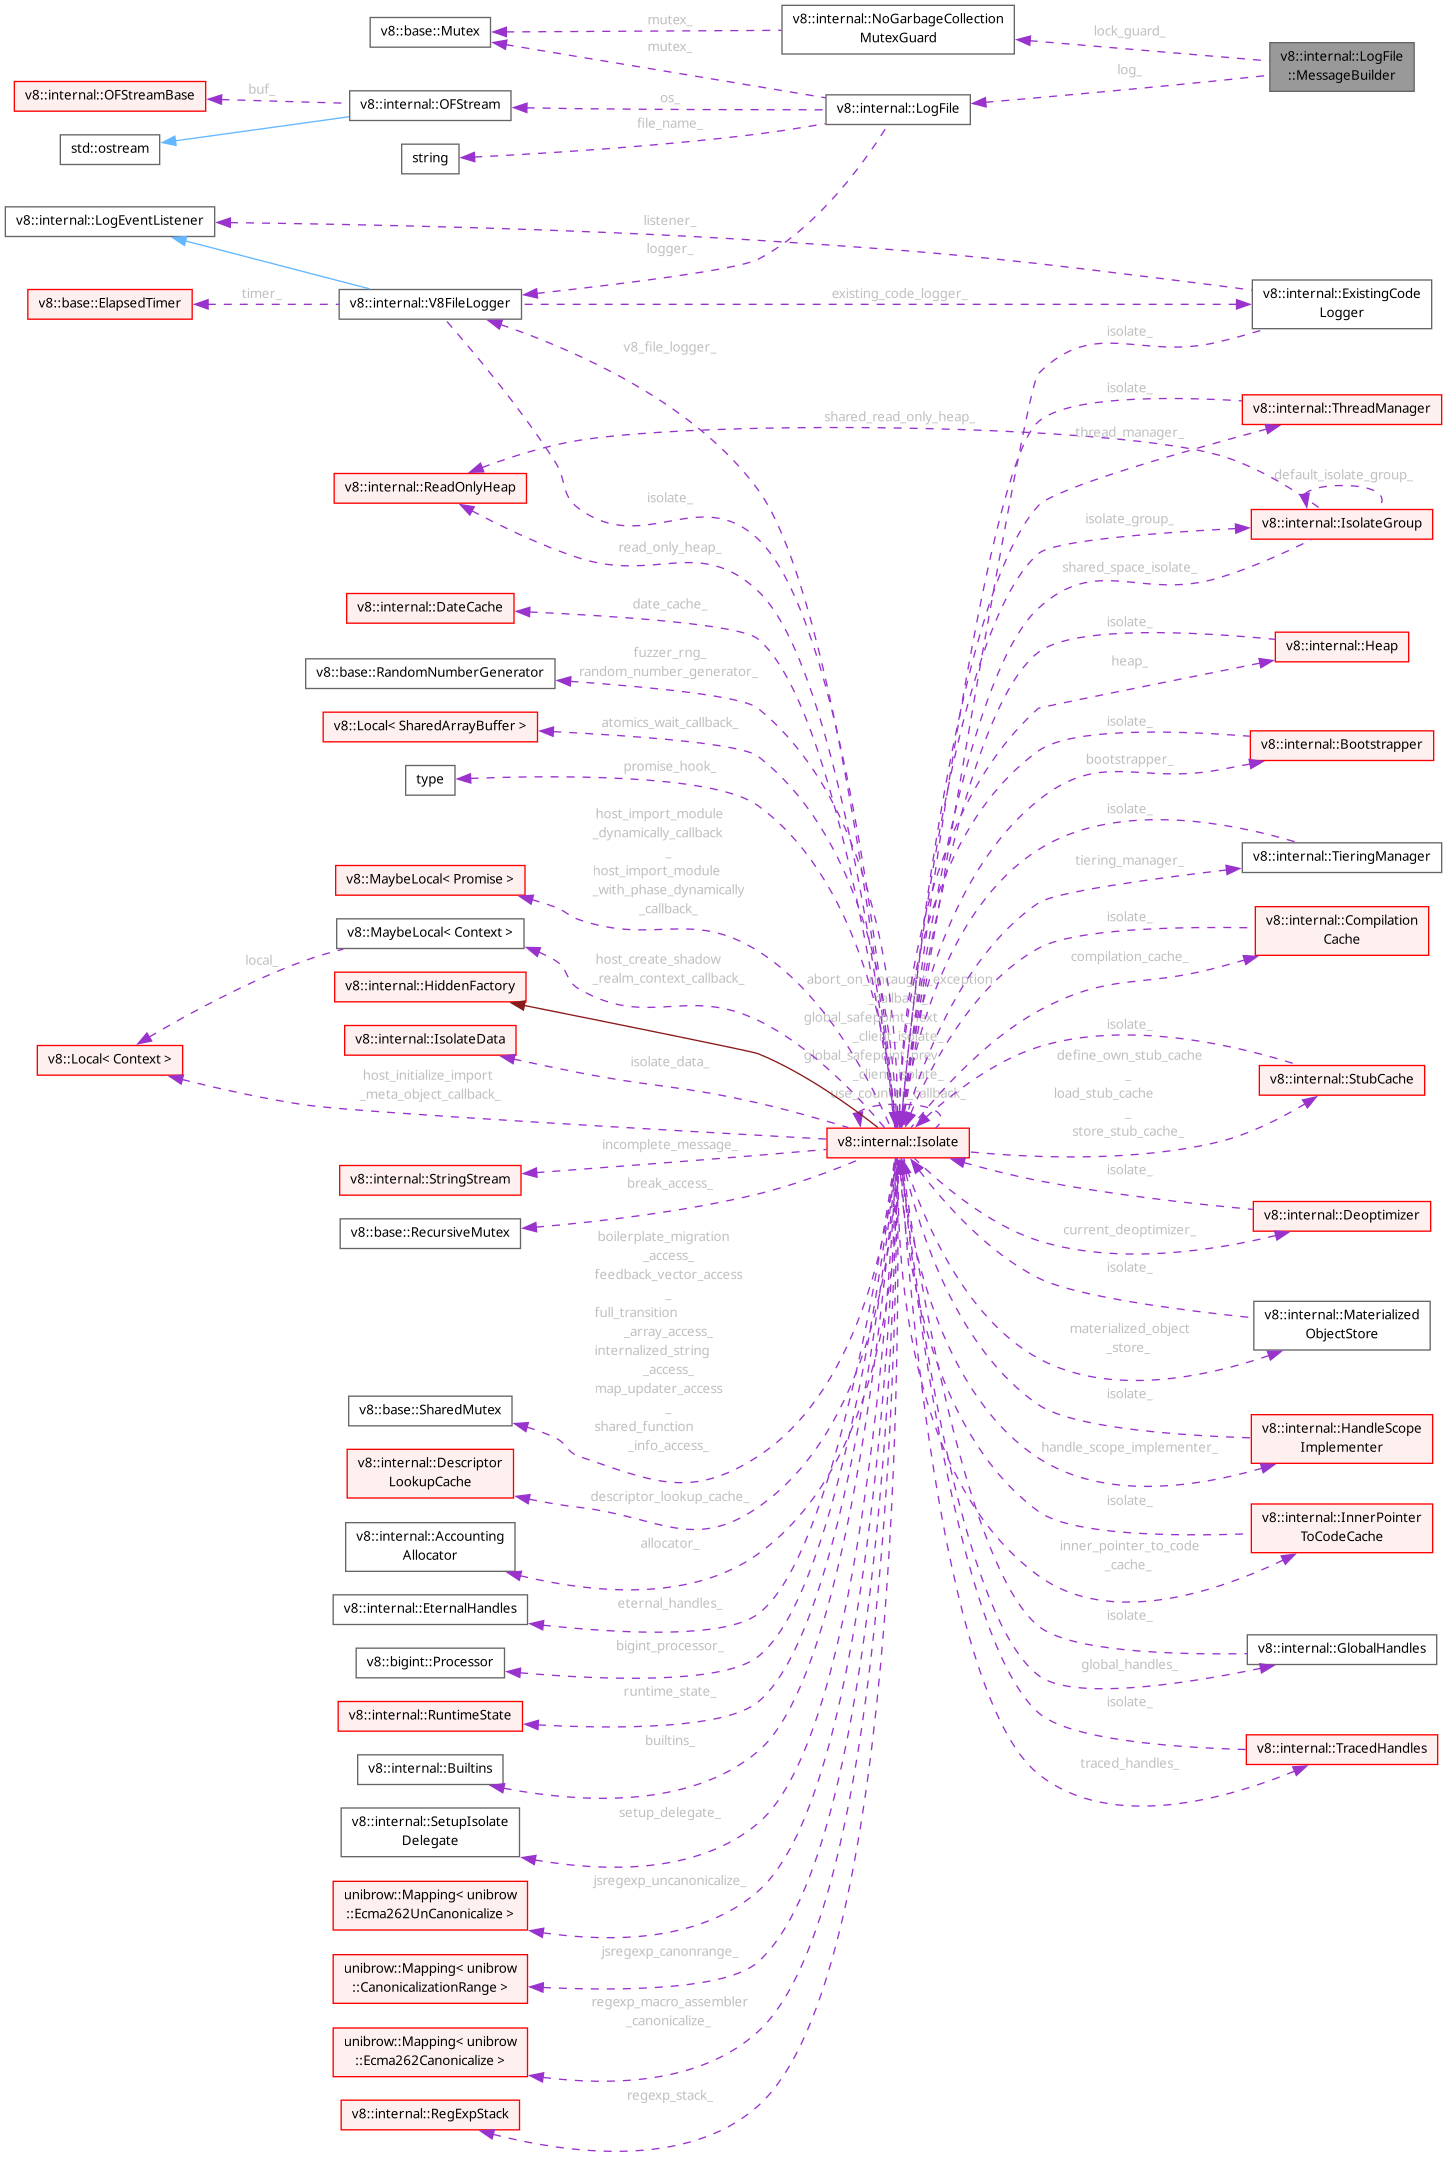 v8::internal::NoGarbageCollection
MutexGuard
v8::base::Mutex
mutex_
mutex_
lock_guard_
log_
v8::internal::LogFile
::MessageBuilder
v8::internal::OFStreamBase
buf_
v8::internal::OFStream
os_
v8::internal::LogFile
file_name_
std::ostream
string
v8::internal::LogEventListener
listener_
logger_
v8::base::ElapsedTimer
timer_
v8::internal::V8FileLogger
existing_code_logger_
v8::internal::ExistingCode
Logger
isolate_
v8_file_logger_
isolate_
v8::internal::ThreadManager
shared_read_only_heap_
thread_manager_
default_isolate_group_
v8::internal::ReadOnlyHeap
isolate_
isolate_group_
v8::internal::IsolateGroup
read_only_heap_
shared_space_isolate_
v8::internal::DateCache
date_cache_
isolate_
v8::internal::Heap
fuzzer_rng_
random_number_generator_
v8::base::RandomNumberGenerator
heap_
v8::Local< SharedArrayBuffer >
atomics_wait_callback_
isolate_
v8::internal::Bootstrapper
bootstrapper_
type
promise_hook_
isolate_
host_import_module
_dynamically_callback
_
host_import_module
_with_phase_dynamically
_callback_
v8::internal::TieringManager
tiering_manager_
v8::MaybeLocal< Promise >
v8::MaybeLocal< Context >
isolate_
v8::internal::Compilation
Cache
compilation_cache_
local_
host_create_shadow
_realm_context_callback_
v8::internal::HiddenFactory
abort_on_uncaught_exception
_callback_
global_safepoint_next
_client_isolate_
global_safepoint_prev
_client_isolate_
use_counter_callback_
v8::internal::IsolateData
isolate_data_
isolate_
v8::Local< Context >
host_initialize_import
_meta_object_callback_
define_own_stub_cache
_
load_stub_cache
_
store_stub_cache_
v8::internal::StubCache
v8::internal::Isolate
v8::internal::StringStream
incomplete_message_
break_access_
isolate_
v8::internal::Deoptimizer
current_deoptimizer_
v8::base::RecursiveMutex
boilerplate_migration
_access_
feedback_vector_access
_
full_transition
_array_access_
internalized_string
_access_
map_updater_access
_
shared_function
_info_access_
isolate_
v8::internal::Materialized
ObjectStore
materialized_object
_store_
v8::base::SharedMutex
isolate_
v8::internal::HandleScope
Implementer
handle_scope_implementer_
v8::internal::Descriptor
LookupCache
descriptor_lookup_cache_
isolate_
v8::internal::InnerPointer
ToCodeCache
inner_pointer_to_code
_cache_
v8::internal::Accounting
Allocator
allocator_
v8::internal::EternalHandles
eternal_handles_
isolate_
v8::internal::GlobalHandles
global_handles_
v8::bigint::Processor
bigint_processor_
v8::internal::RuntimeState
runtime_state_
isolate_
v8::internal::TracedHandles
traced_handles_
v8::internal::Builtins
builtins_
v8::internal::SetupIsolate
Delegate
setup_delegate_
unibrow::Mapping< unibrow
::Ecma262UnCanonicalize >
jsregexp_uncanonicalize_
unibrow::Mapping< unibrow
::CanonicalizationRange >
jsregexp_canonrange_
unibrow::Mapping< unibrow
::Ecma262Canonicalize >
regexp_macro_assembler
_canonicalize_
v8::internal::RegExpStack
regexp_stack_